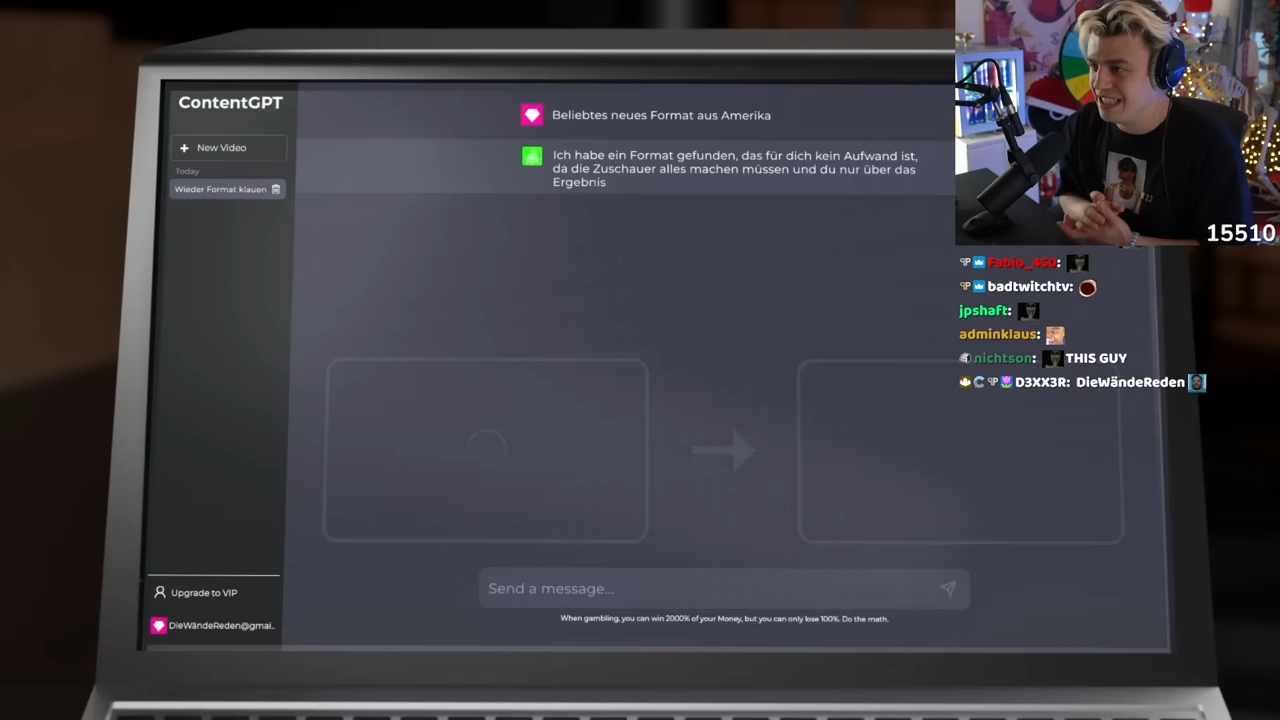 ContentGPT
+ New Video
Today
Wieder Format klauen
Beliebtes neues Format aus Amerika
Ich habe ein Format gefunden, das für dich kein Aufwand ist,
da die Zuschauer alles machen müssen und du nur über das
Ergebnis
Send a message...
When gambling, you can win 2000% of your Money, but you can only lose 100%. Do the math.
Upgrade to VIP
DieWändeReden@gmai..
15510
Fabio_450:
badtwitchtv:
jpshaft:
adminklaus:
nichtson: THIS GUY
D3XX3R: DieWändeReden